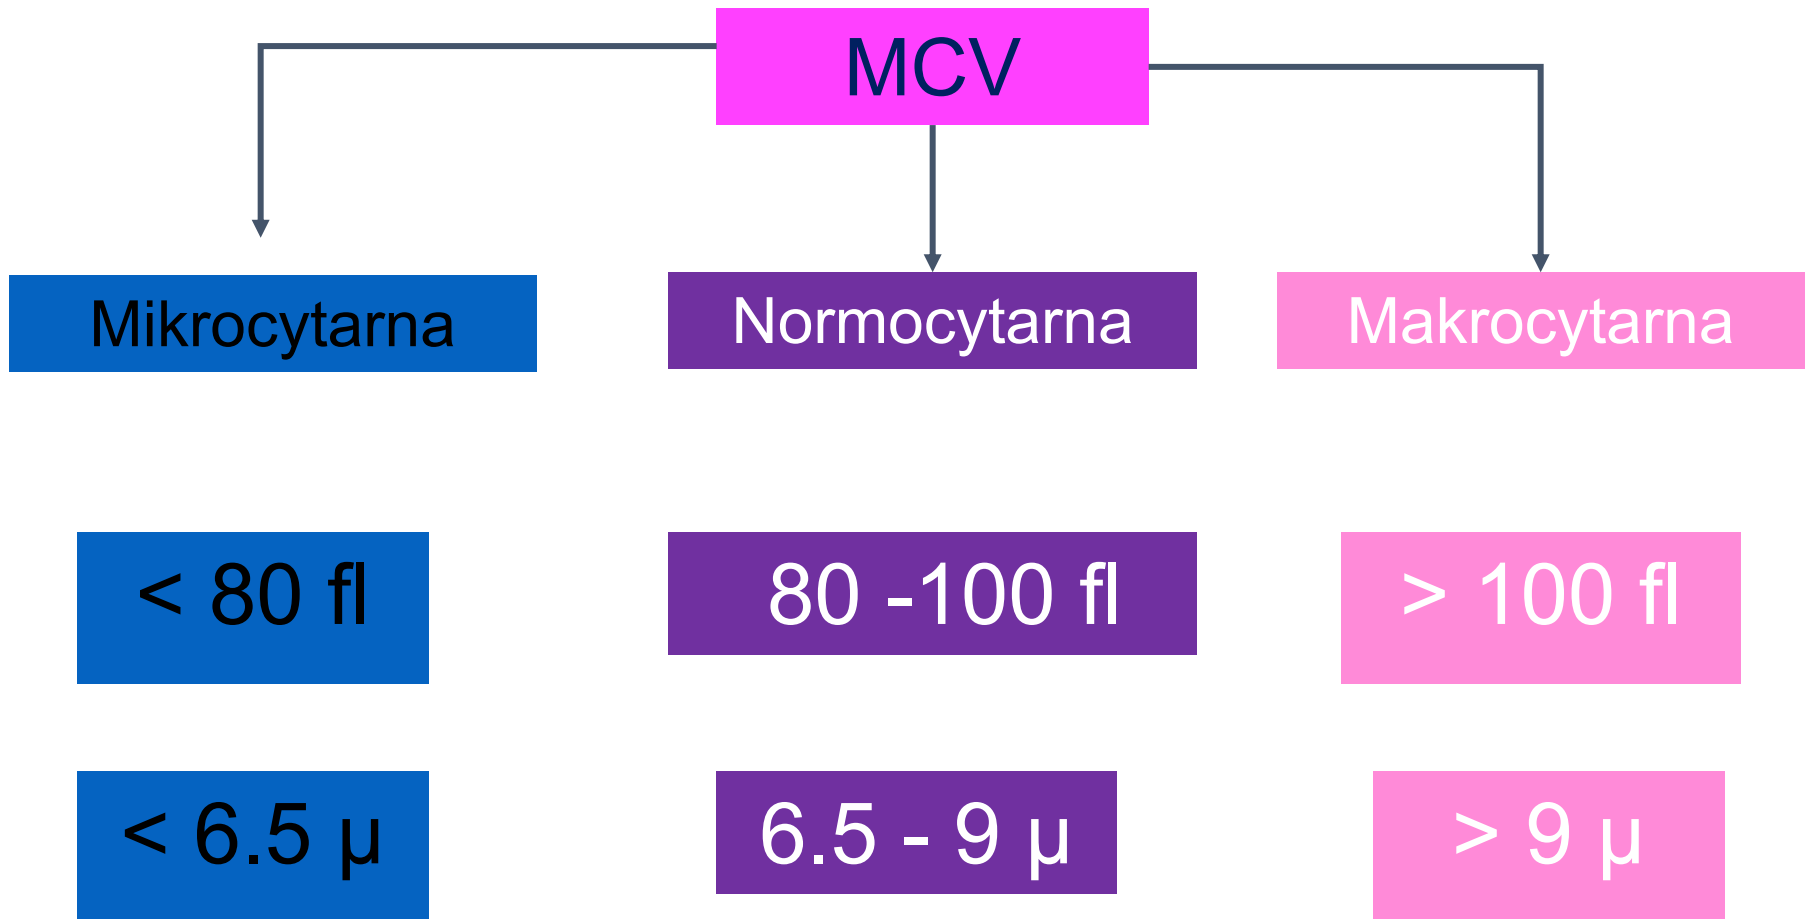 MCV
Mikrocytarna
Normocytarna
Makrocytarna
< 80 fl
80 -100 fl
> 100 fl
< 6.5 µ
6.5 - 9 µ
> 9 µ